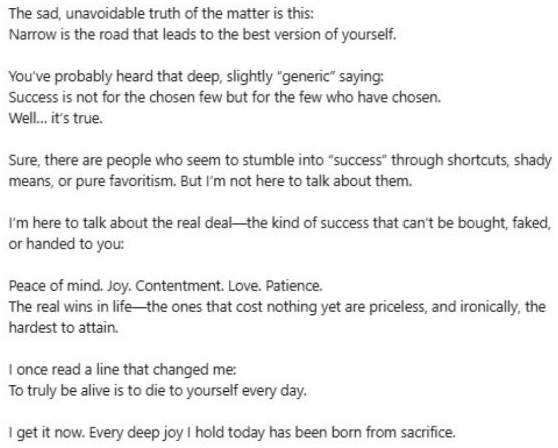 The sad, unavoidable truth of the matter is this:
Narrow is the road that leads to the best version of yourself.
You've probably heard that deep, slightly "generic" saying:
Success is not for the chosen few but for the few who have chosen.
Well... it's true.
Sure, there are people who seem to stumble into "success" through shortcuts, shady
means, or pure favoritism. But I'm not here to talk about them.
I'm here to talk about the real deal—the kind of success that can't be bought, faked,
or handed to you:
Peace of mind. Joy. Contentment. Love. Patience.
The real wins in life—the ones that cost nothing yet are priceless, and ironically, the
hardest to attain.
I once read a line that changed me:
To truly be alive is to die to yourself every day.
I get it now. Every deep joy I hold today has been born from sacrifice.